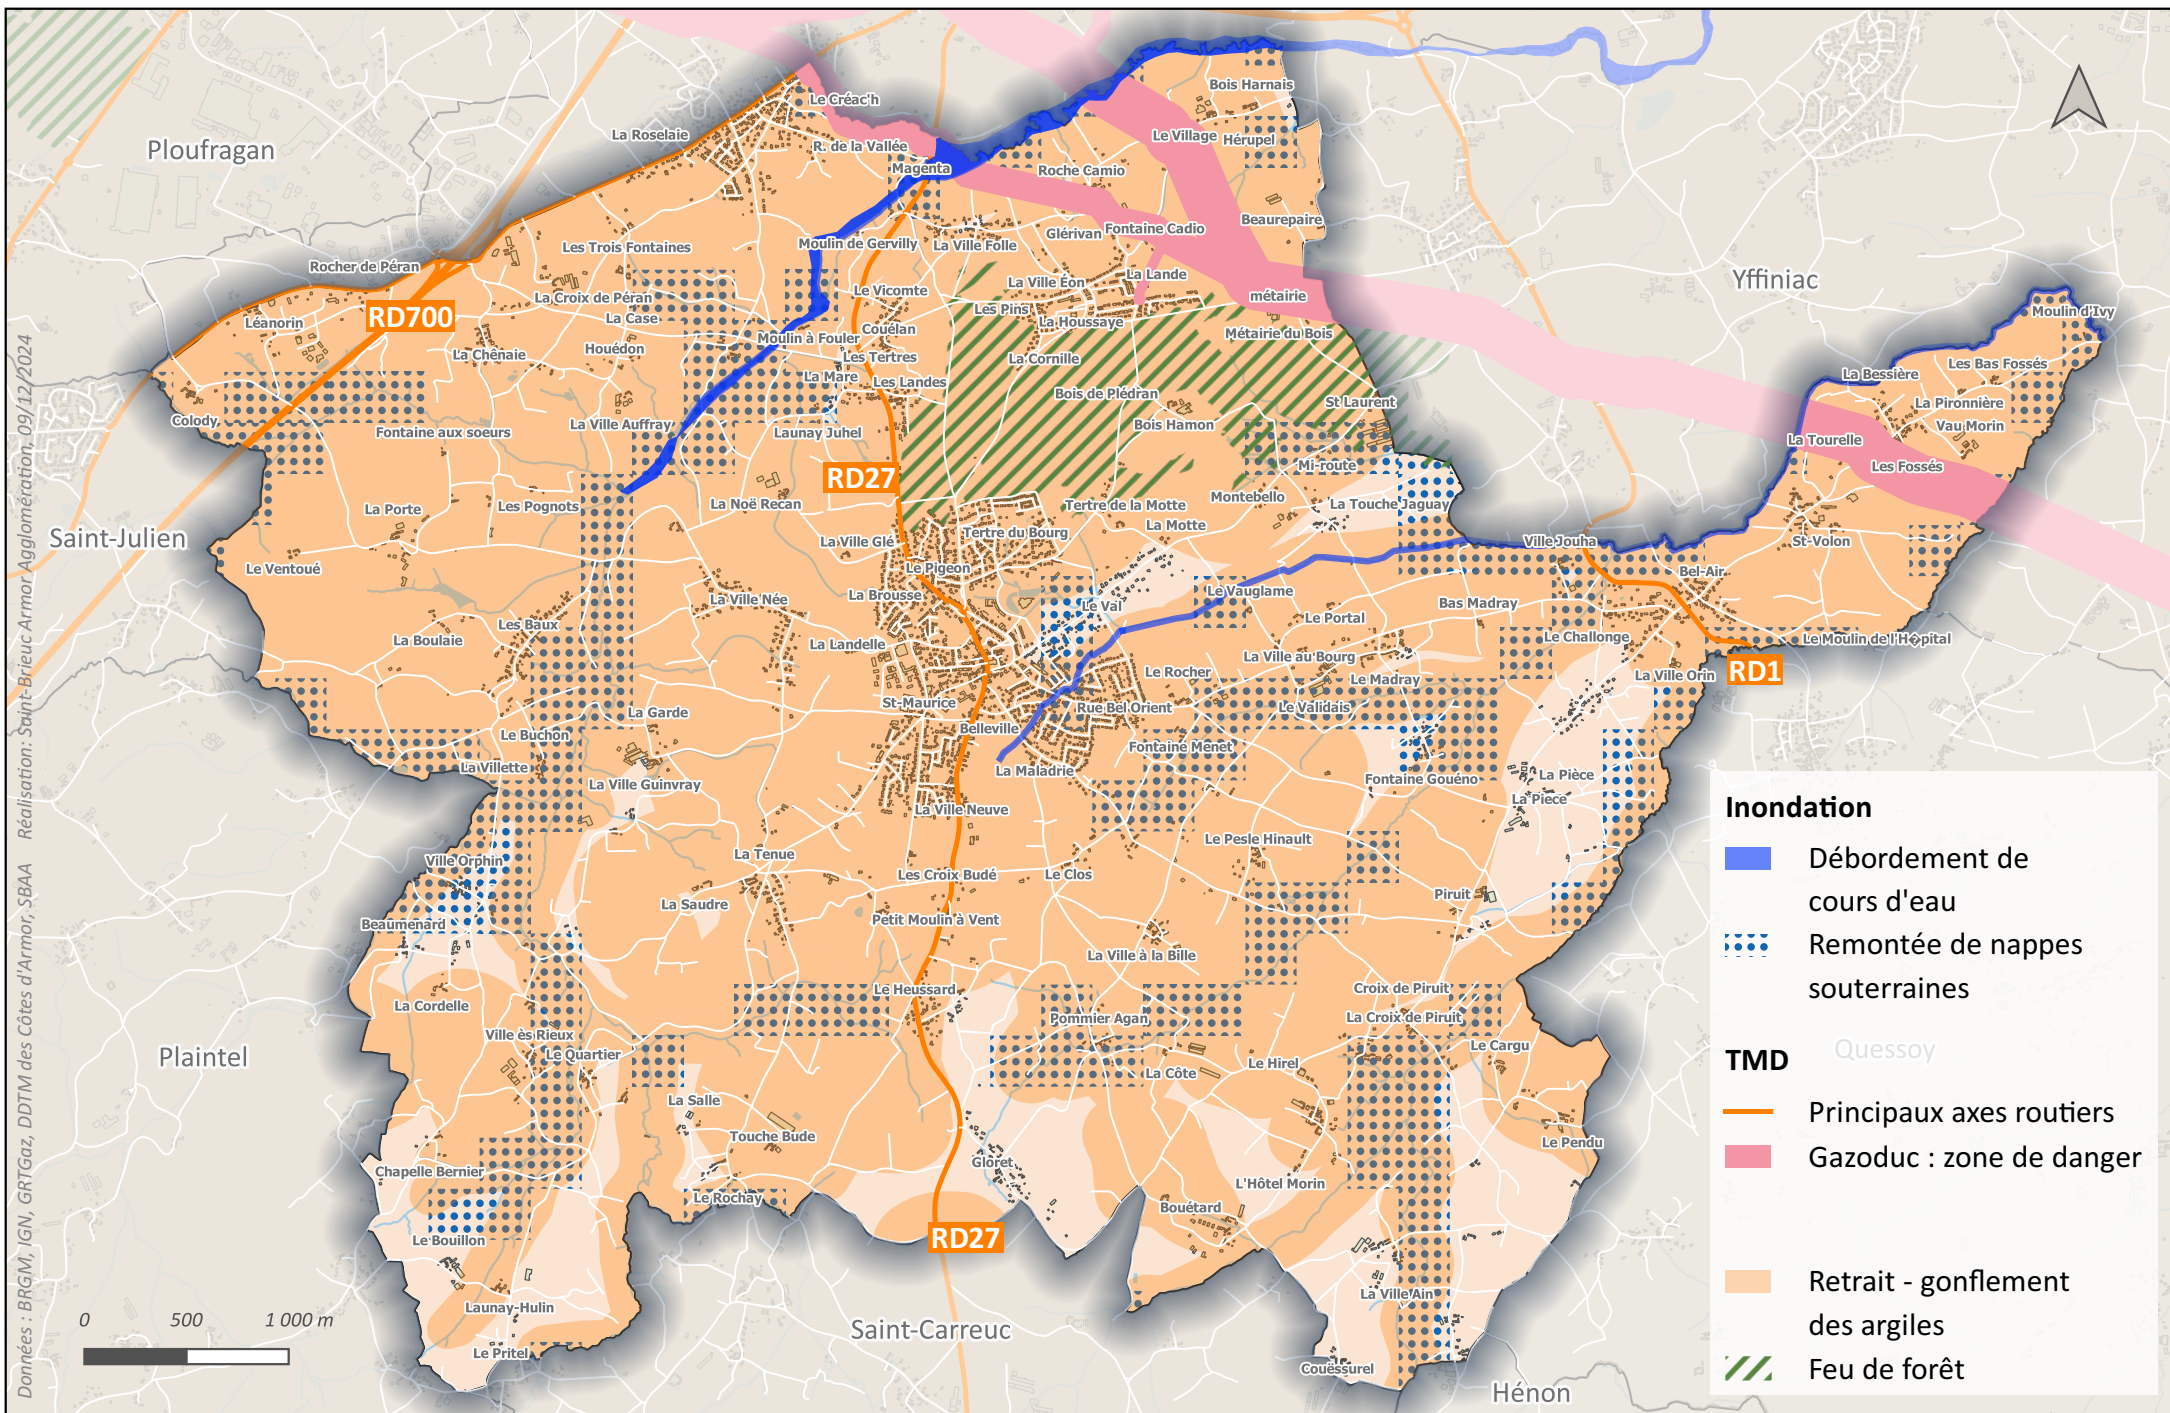 Le Créac'h
Bois Harnais
La Roselaie
Le Village
Hérupel
Ploufragan
R. de la Vallée
Magenta
Roche Camio
Beaurepaire
Les Trois Fontaines
Moulin de Gervilly
La Ville Folle
Glérivan
Fontaine Cadio
Rocher de Péran
La Lande
Yffiniac
La Ville Éon
La Croix de Péran
Le Vicomte
métairie
Léanorin
RD700
La Case
Les Pins
La Houssaye
Moulin d'Ivy
Couélan
Métairie du Bois
Moulin à Fouler
La Chênaie
Houédon
Les Tertres
La Cornille
Les Bas Fossés
La Mare
Les Landes
La Bessière
Bois de Plédran
St Laurent
La Pironnière
Colody
Fontaine aux soeurs
La Ville Auffray
Launay Juhel
Bois Hamon
Vau Morin
La Tourelle
Mi-route
Les Fossés
RD27
La Porte
Les Pognots
La Noë Recan
Tertre de la Motte
Montebello
La Touche Jaguay
La Motte
Saint-Julien
La Ville Glé
Tertre du Bourg
Ville Jouha
St-Volon
Le Ventoué
Le Pigeon
Bel-Air
La Brousse
La Ville Née
Le Val
Le Vauglame
Bas Madray
Les Baux
Le Portal
La Boulaie
La Landelle
Le Challonge
Le Moulin de l'H�pital
La Ville au Bourg
Le Rocher
Le Madray
La Ville Orin
RD1
St-Maurice
Rue Bel Orient
Le Validais
La Garde
Belleville
Le Buchon
Fontaine Menet
La Villette
La Maladrie
La Ville Guinvray
Fontaine Gouéno
La Pièce
La Piece
La Ville Neuve
Le Pesle Hinault
La Tenue
Ville Orphin
Les Croix Budé
Le Clos
Piruit
La Saudre
Petit Moulin à Vent
Beaumenard
La Ville à la Bille
Le Heussard
Croix de Piruit
La Cordelle
Pommier Agan
La Croix de Piruit
Ville ès Rieux
Le Quartier
Le Cargu
Plaintel
Le Hirel
La Côte
La Salle
Touche Bude
Le Pendu
Gloret
Chapelle Bernier
L'Hôtel Morin
Le Rochay
Bouétard
RD27
Le Bouillon
La Ville Ain
Launay-Hulin
Saint-Carreuc
Le Pritel
Couëssurel
Hénon
Quessoy
Inondation
Débordement de
cours d'eau
Remontée de nappes
souterraines
TMD
Principaux axes routiers
Gazoduc : zone de danger
Retrait - gonflement
des argiles
Feu de forêt
0 500 1 000 m
Données : BRGM, IGN, GRTGaz, DDTM des Côtes d'Armor, SBAA Réalisation: Saint-Brieuc Armor Agglomération, 09/12/2024